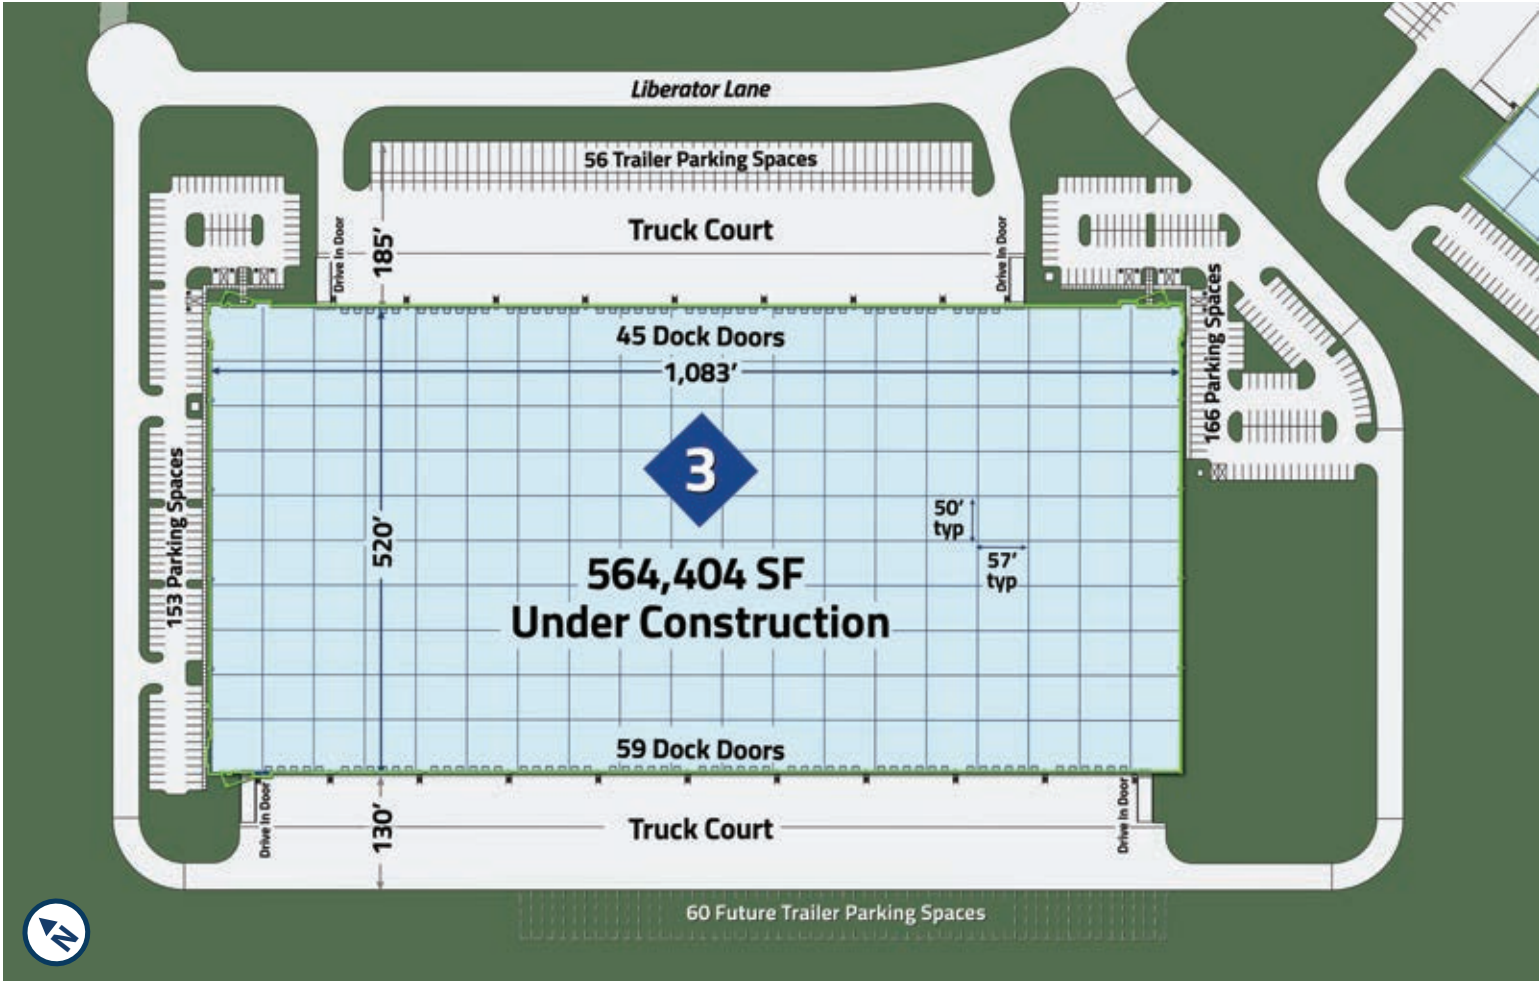 Liberator Lane
56 Trailer Parking Spaces
Truck Court
185’
Drive In Door
Drive In Door
45 Dock Doors
1,083’
3
166 Parking Spaces
153 Parking Spaces
520’
50’
typ
57’
typ
564,404 SF
Under Construction
59 Dock Doors
Drive In Door
130’
Truck Court
Drive In Door
60 Future Trailer Parking Spaces
N